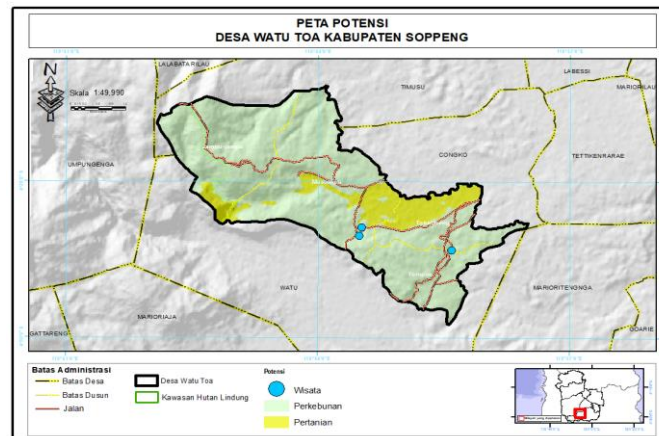 PETA POTENSI
DESA WATU TOA KABUPATEN SOPPENG
N
Skala 1:49,990
LALABATA RILAU
LABESSI
TIMUSU
MARIORILAU
UMPUNGENGA
CONGKO
TETTIKENRARAE
WATU
MARIORITENGNGA
MARIORIAJA
GATTARENG
GOARIE
Batas Administrasi
Batas Desa
Batas Dusun
Jalan
Desa Watu Toa
Kawasan Hutan Lindung
Potensi
Wisata
Perkebunan
Pertanian